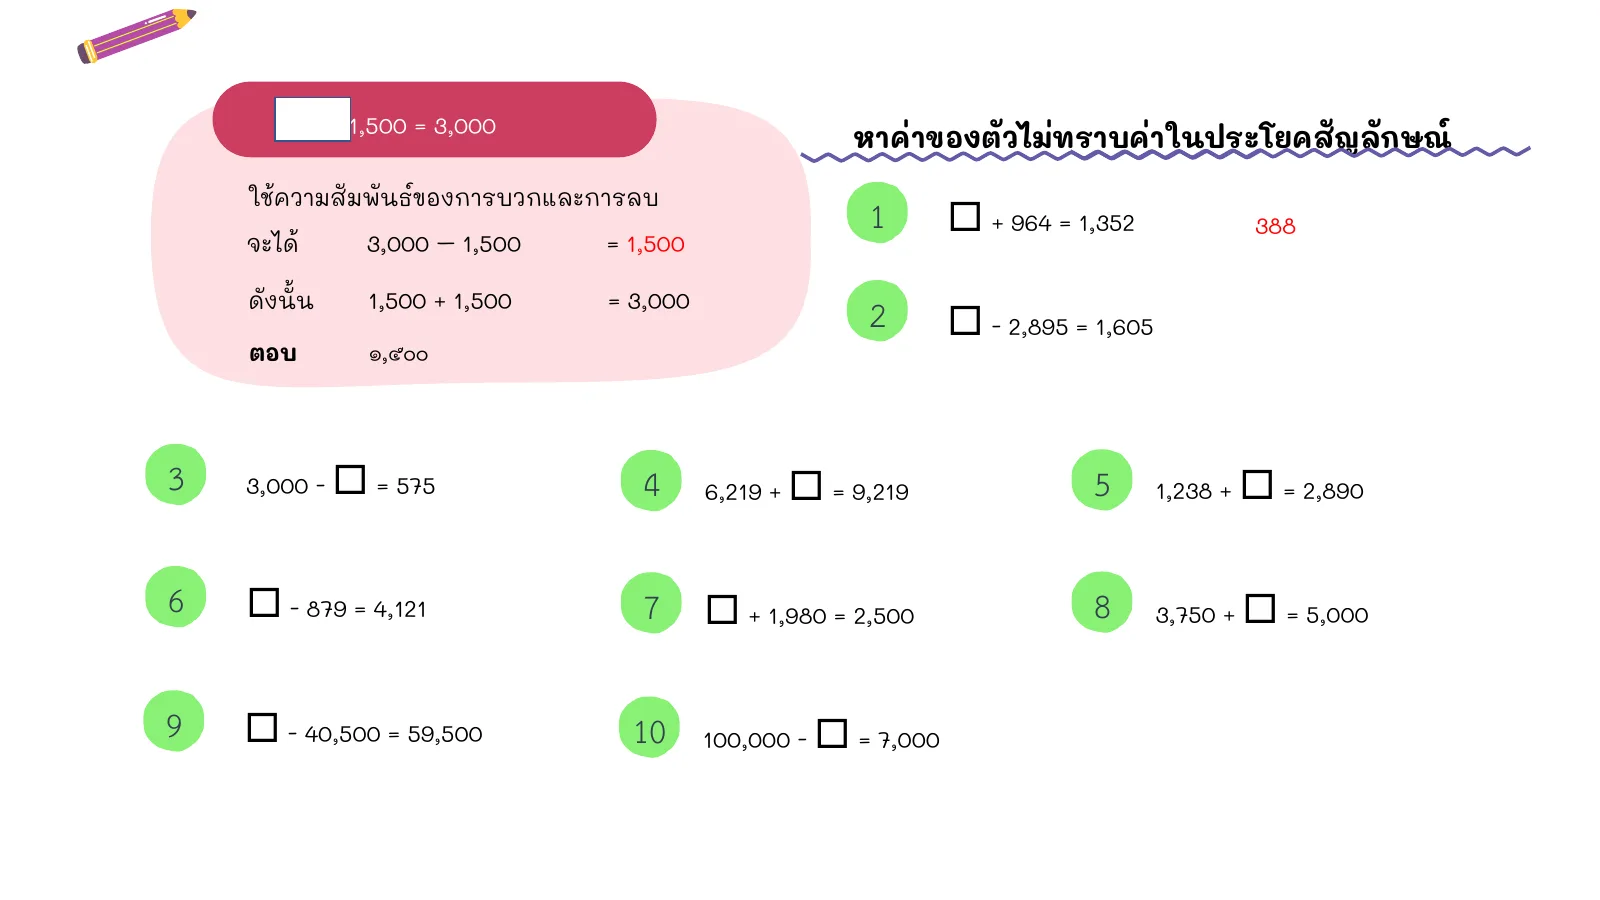 1,500 = 3,000
ใช้ความสัมพันธ์ของการบวกและการลบ
จะได้ 3,000 – 1,500 = 1,500
ดังนั้น 1,500 + 1,500 = 3,000
ตอบ ๑,๕๐๐
หาค่าของตัวไม่ทราบค่าในประโยคสัญลักษณ์
1 □ + 964 = 1,352 388
2 □ - 2,895 = 1,605
3 3,000 - □ = 575
4 6,219 + □ = 9,219
5 1,238 + □ = 2,890
6 □ - 879 = 4,121
7 □ + 1,980 = 2,500
8 3,750 + □ = 5,000
9 □ - 40,500 = 59,500
10 100,000 - □ = 7,000